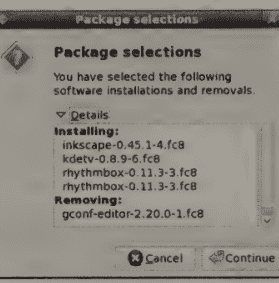 Package selections
Package selections
You have selected the following
software installations and removals.
Details
Installing:
inkscape-0.45.1-4.fc8
kdetv-0.8.9-6.fc8
rhythmbox-0.11.3-3.fc8
rhythmbox-0.11.3-3.fc8
Removing:
gconf-editor-2.20.0-1.fc8
Cancel
Continue